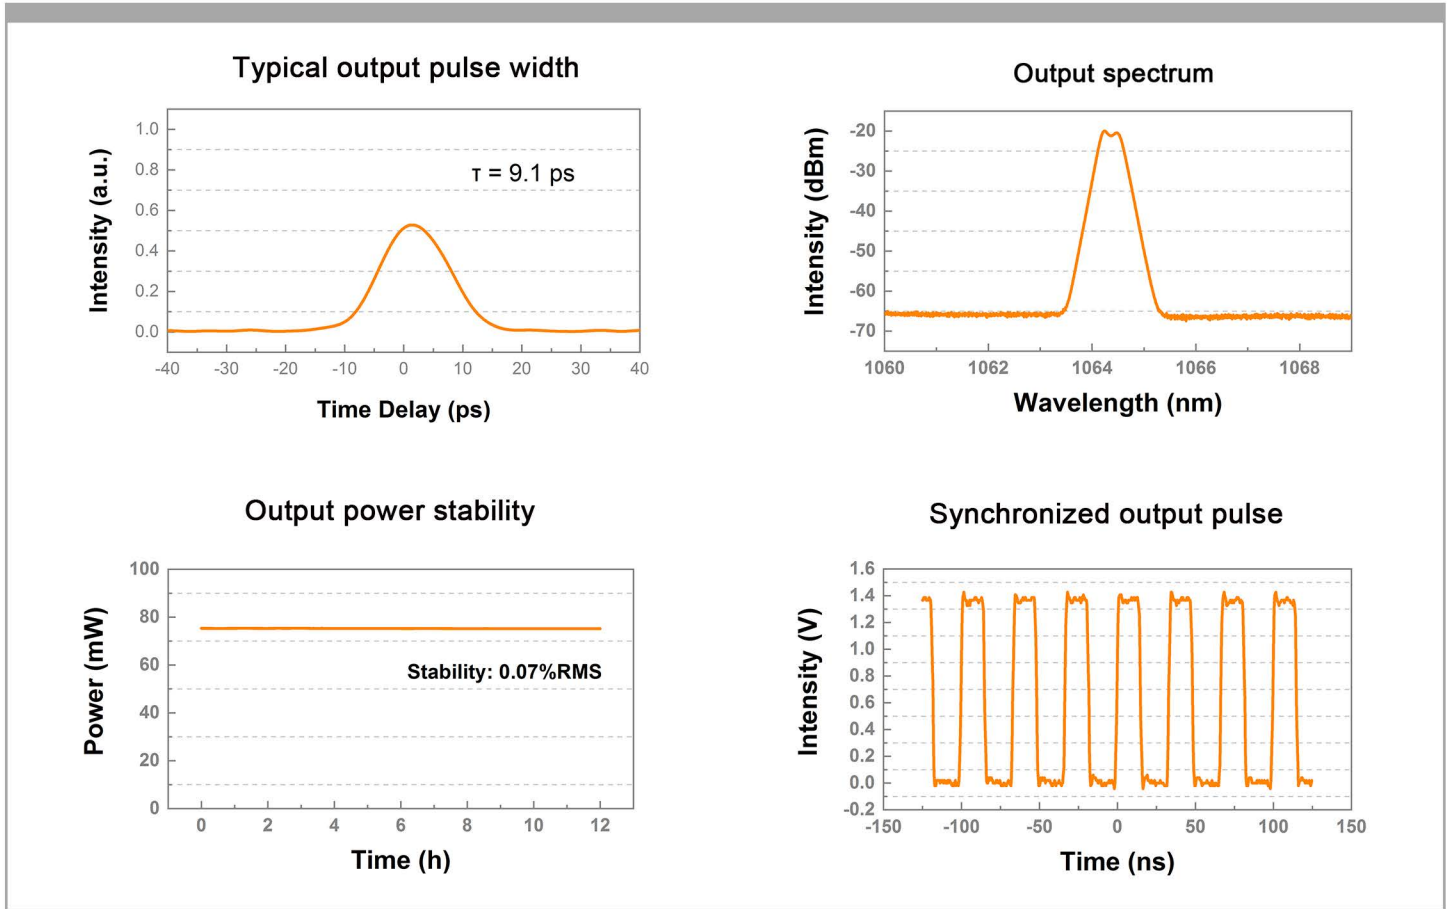 Typical output pulse width
Intensity (a.u.)
1.0
0.8
0.6
0.4
0.2
0.0
τ = 9.1 ps
-40 -30 -20 -10 0 10 20 30 40
Time Delay (ps)
Output spectrum
Intensity (dBm)
-20
-30
-40
-50
-60
-70
1060 1062 1064 1066 1068
Wavelength (nm)
Output power stability
Power (mW)
100
80
60
40
20
0
Stability: 0.07%RMS
0 2 4 6 8 10 12
Time (h)
Synchronized output pulse
Intensity (V)
1.6
1.4
1.2
1.0
0.8
0.6
0.4
0.2
0.0
-0.2
-150 -100 -50 0 50 100 150
Time (ns)